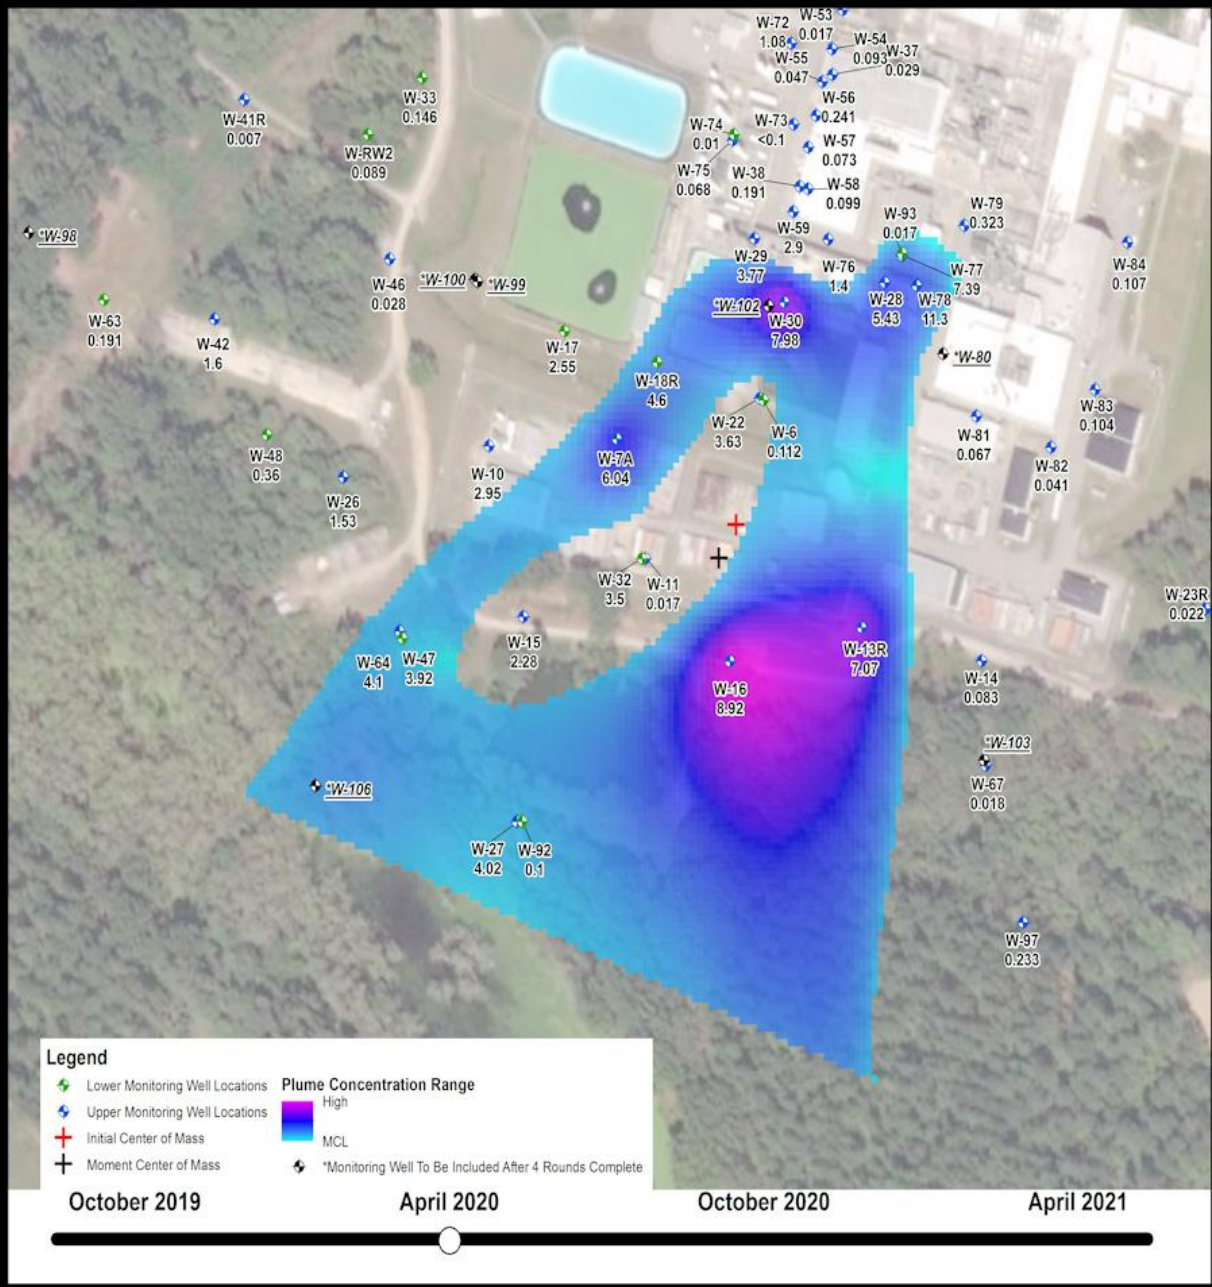 W-53
0.017
W-72
1.08
W-54
0.093
W-37
0.029
W-55
0.047
W-33
0.146
W-41R
0.007
W-56
0.241
W-74
0.01
W-73
<0.1
W-RW2
0.089
W-57
0.073
W-75
0.068
W-38
0.191
W-58
0.099
W-79
0.323
W-93
0.017
*W-98
W-59
2.9
W-29
3.77
W-76
1.4
W-77
7.39
W-84
0.107
*W-100
*W-99
W-46
0.028
W-28
5.43
W-78
11.3
*W-102
W-30
7.98
W-63
0.191
W-42
1.6
W-17
2.55
*W-80
W-18R
4.6
W-83
0.104
W-22
3.63
W-6
0.112
W-81
0.067
W-48
0.36
W-7A
6.04
W-10
2.95
W-82
0.041
W-26
1.53
W-32
3.5
W-11
0.017
W-23R
0.022
W-15
2.28
W-13R
7.07
W-64
4.1
W-47
3.92
W-14
0.083
W-16
8.92
*W-103
W-67
0.018
*W-106
W-27
4.02
W-92
0.1
W-97
0.233
Legend
Lower Monitoring Well Locations
Upper Monitoring Well Locations
Initial Center of Mass
Moment Center of Mass
Plume Concentration Range
High
MCL
*Monitoring Well To Be Included After 4 Rounds Complete
October 2019
April 2020
October 2020
April 2021